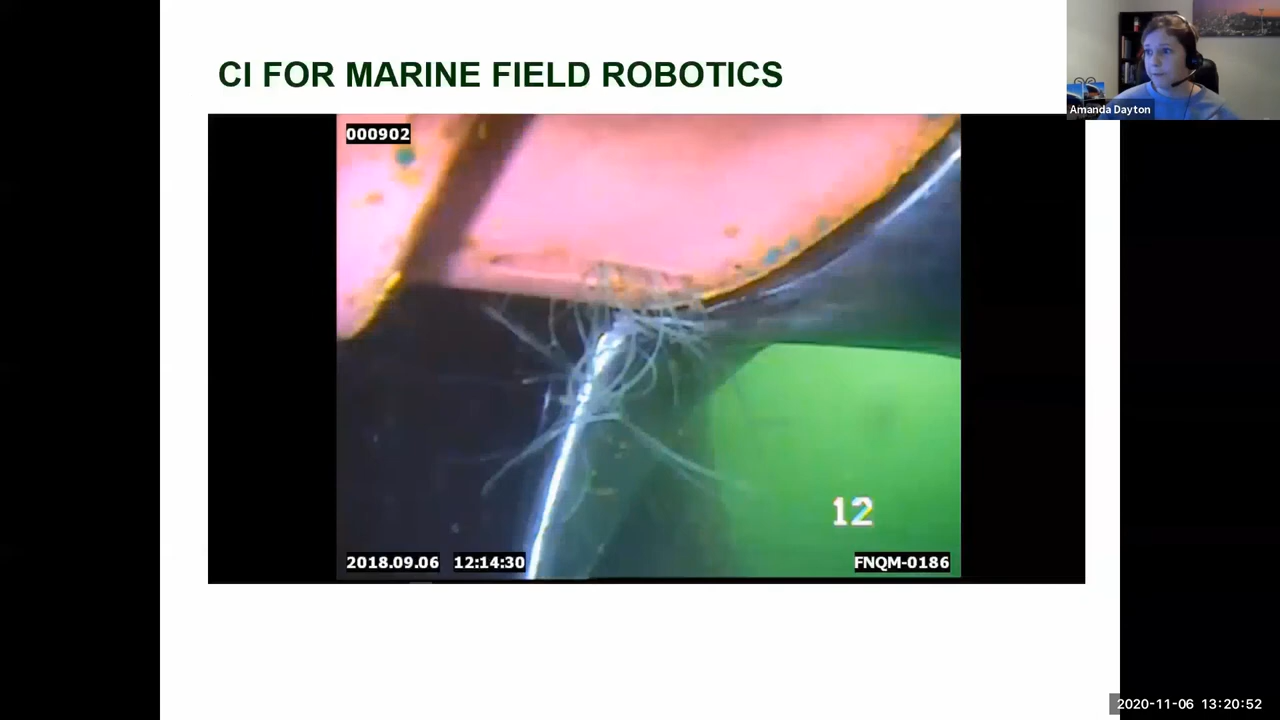 CI FOR MARINE FIELD ROBOTICS
Amanda Dayton
000902
12
2018.09.06 12:14:30
FNQM-0186
2020-11-06 13:20:52